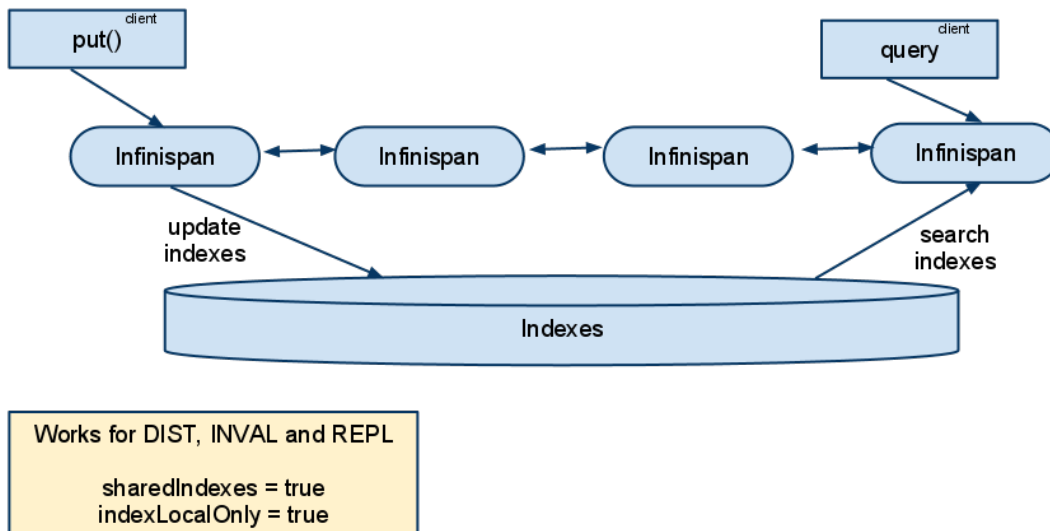 client
put()
client
query
Infinispan
Infinispan
Infinispan
Infinispan
update
indexes
search
indexes
Indexes
Works for DIST, INVAL and REPL
sharedIndexes = true
indexLocalOnly = true